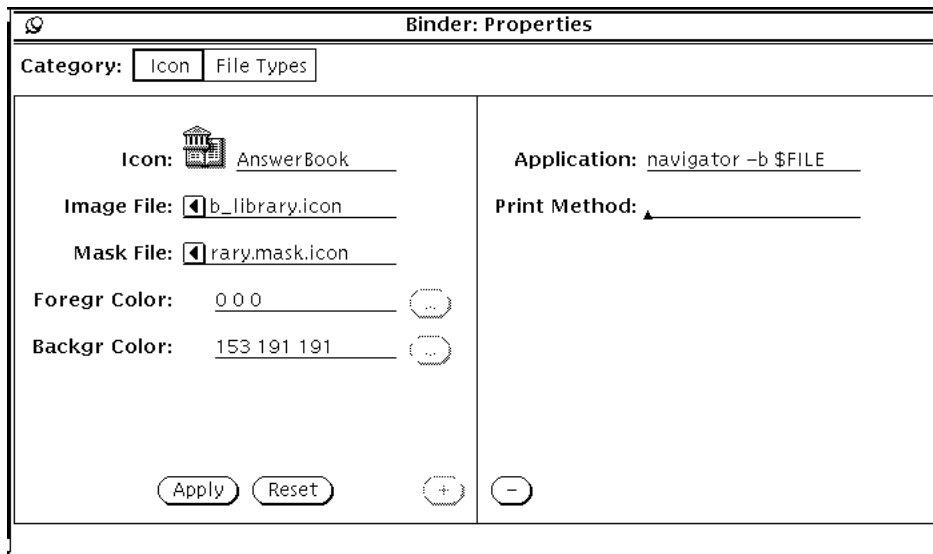 Binder: Properties
Category: Icon File Types
Icon: AnswerBook
Image File: b_library.icon
Mask File: rary.mask.icon
Foregr Color: 0 0 0 ...
Backgr Color: 153 191 191 ...
Apply Reset +
Application: navigator –b $FILE
Print Method:
–